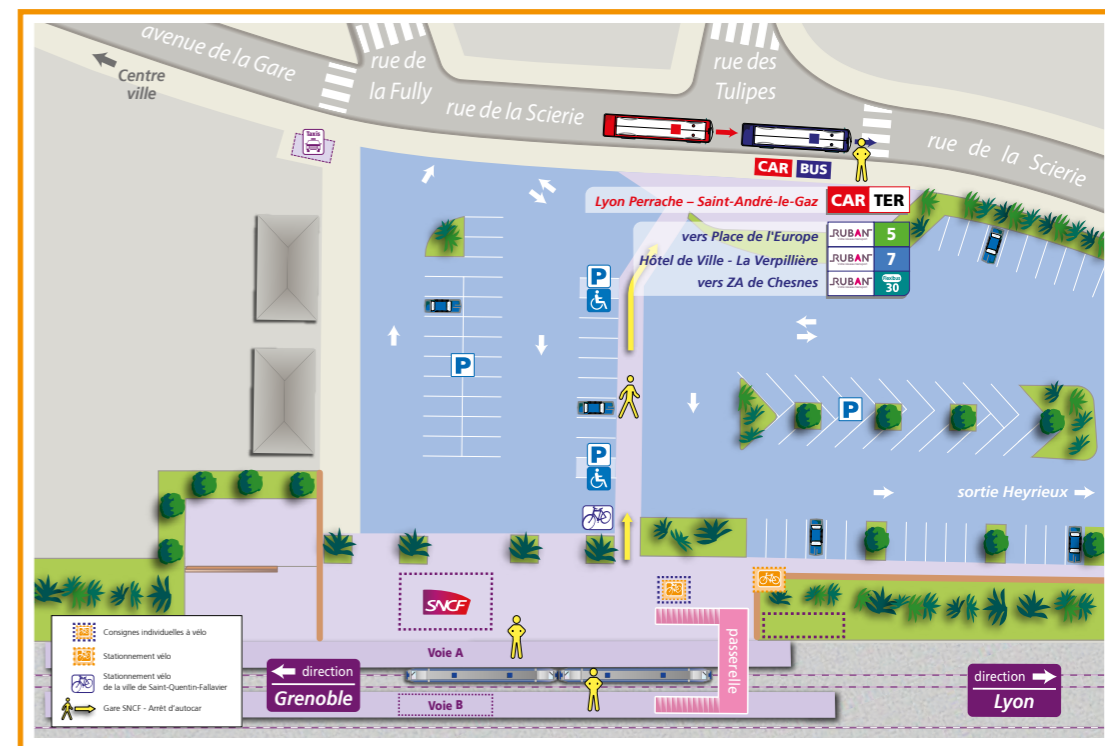 avenue de la Gare
Centre
ville
rue de
la Fully
rue de la Scierie
rue des
Tulipes
rue de la Scierie
Taxis
CAR BUS
Lyon Perrache – Saint-André-le-Gaz CAR TER
vers Place de l'Europe RUBAN 5
Hôtel de Ville - La Verpillière RUBAN 7
vers ZA de Chesnes RUBAN flexibus 30
P
P
P
P
sortie Heyrieux
SNCF
Consignes individuelles à vélo
Stationnement vélo
Stationnement vélo
de la ville de Saint-Quentin-Fallavier
Gare SNCF - Arrêt d'autocar
Voie A
direction
Grenoble
Voie B
passerelle
direction
Lyon